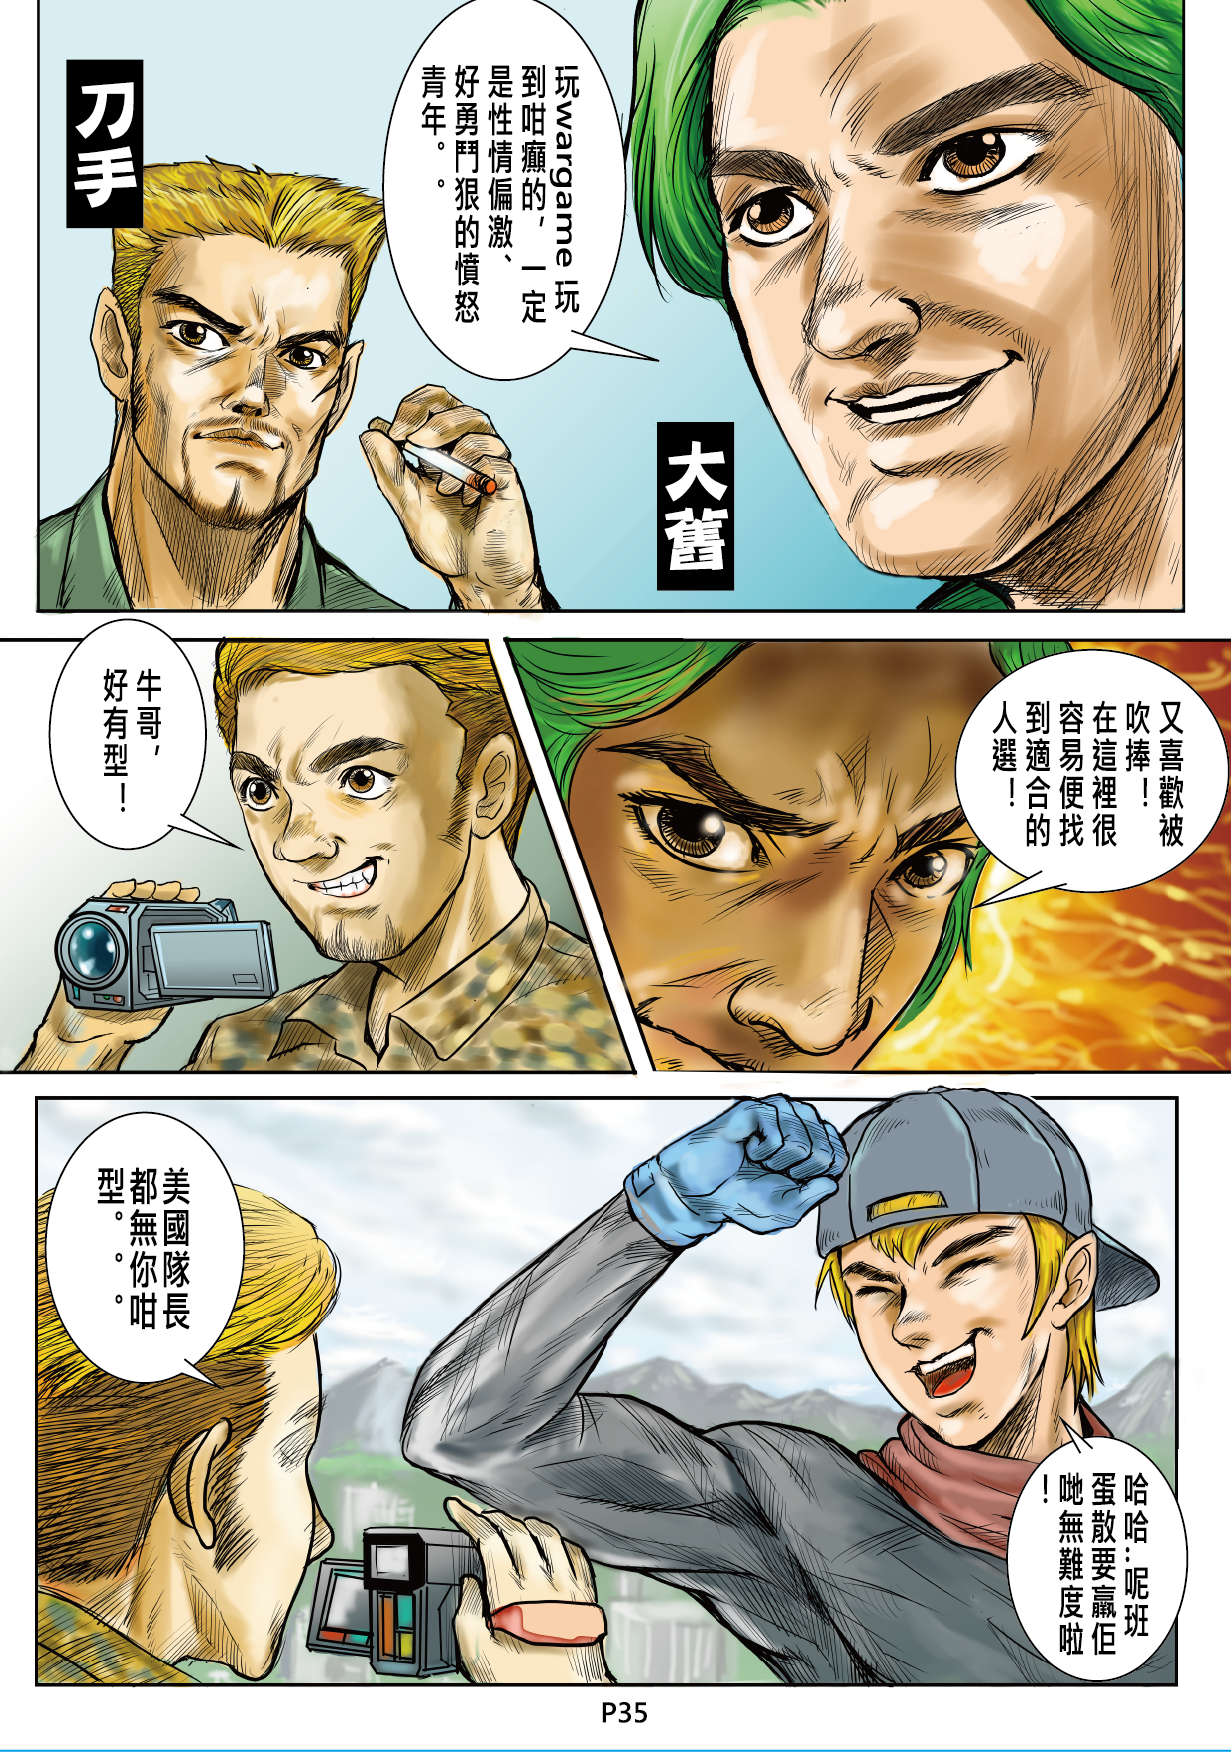 玩wargame 玩
到咁癲的，一定
是性情偏激、
好勇鬥狠的憤怒
青年。。
刀手
大舊
牛哥，
好有型！
又喜歡被
吹捧！
在這裡很
容易便找
到適合的
人選！
美國隊長
都無你咁
型。。。
哈哈…呢班
蛋散要贏佢
哋無難度啦
！
P35